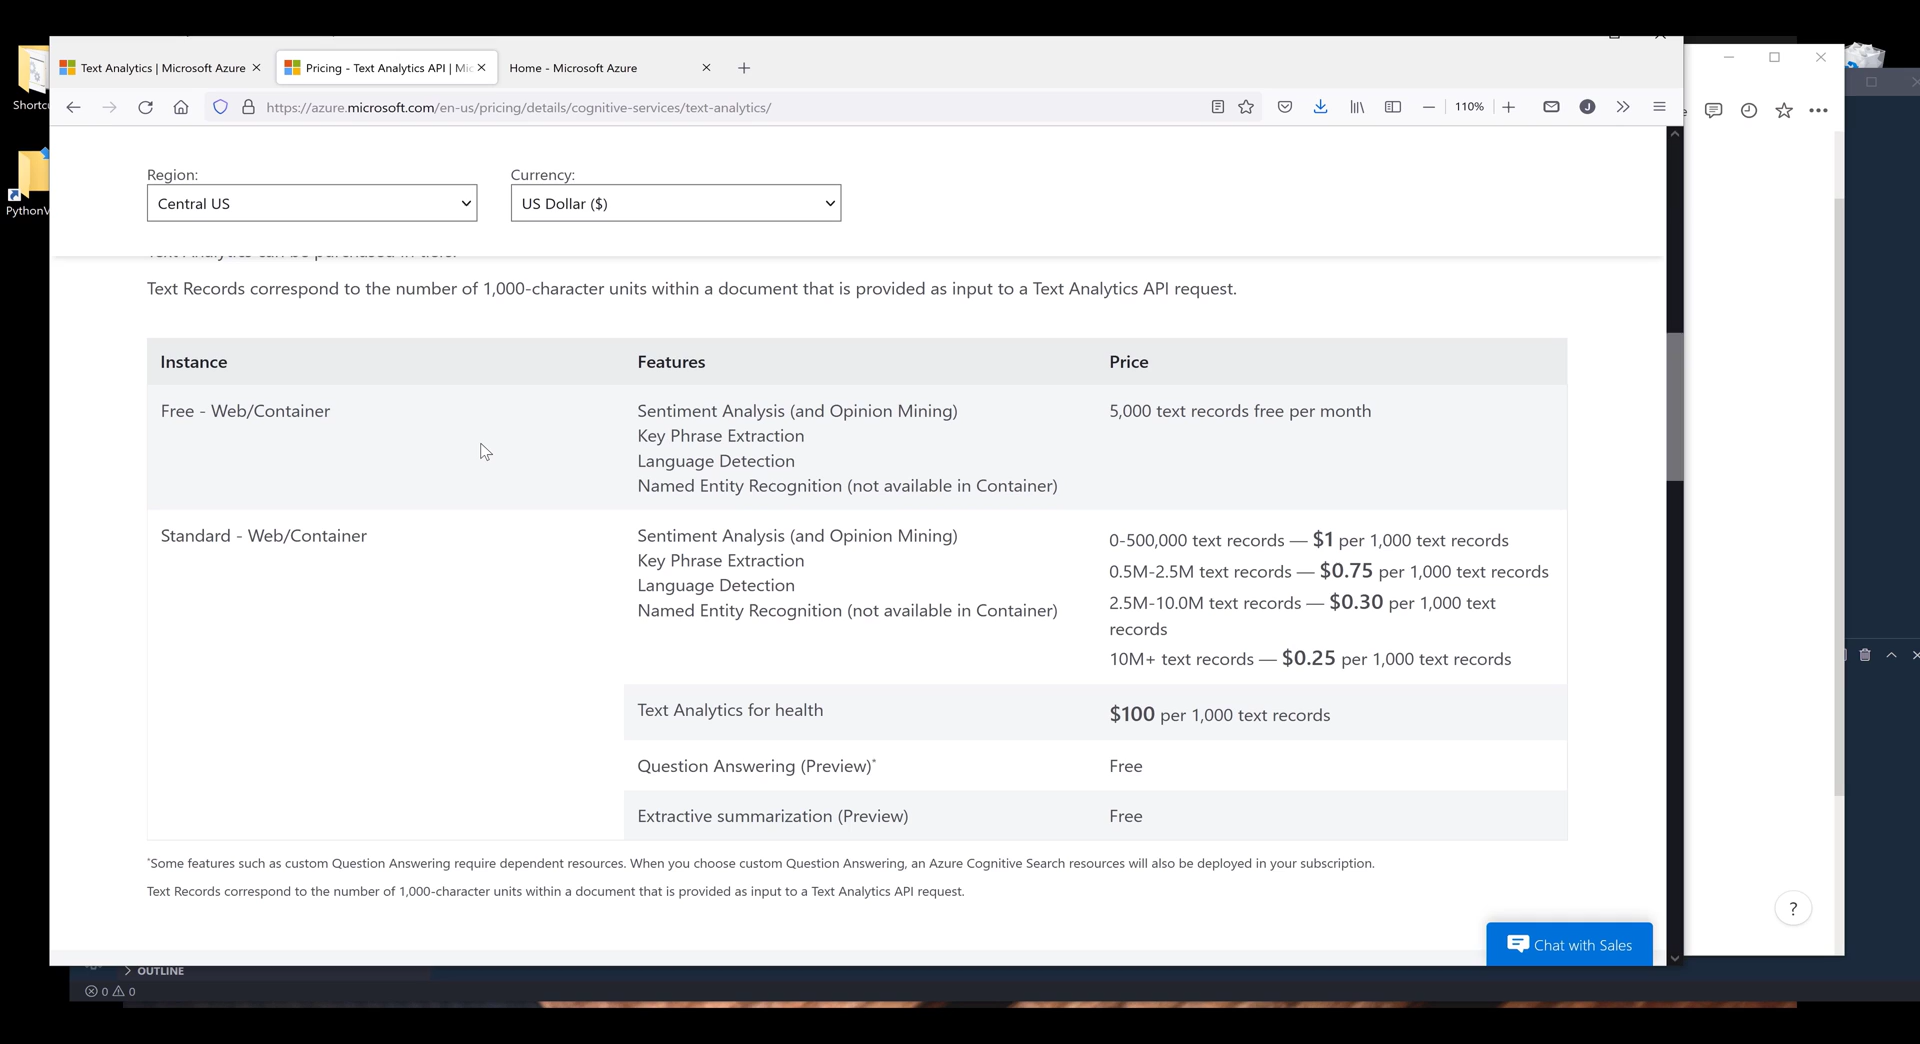 Text Analytics | Microsoft Azure
Pricing - Text Analytics API | Mic
Home - Microsoft Azure
Shortcu
https://azure.microsoft.com/en-us/pricing/details/cognitive-services/text-analytics/
110%
J
PythonV
Region:
Currency:
Central US
US Dollar ($)
Text Analytics can be purchased in tiers.
Text Records correspond to the number of 1,000-character units within a document that is provided as input to a Text Analytics API request.
Instance
Features
Price
Free - Web/Container
Sentiment Analysis (and Opinion Mining)
Key Phrase Extraction
Language Detection
Named Entity Recognition (not available in Container)
5,000 text records free per month
Standard - Web/Container
Sentiment Analysis (and Opinion Mining)
Key Phrase Extraction
Language Detection
Named Entity Recognition (not available in Container)
0-500,000 text records — $1 per 1,000 text records
0.5M-2.5M text records — $0.75 per 1,000 text records
2.5M-10.0M text records — $0.30 per 1,000 text
records
10M+ text records — $0.25 per 1,000 text records
Text Analytics for health
$100 per 1,000 text records
Question Answering (Preview)*
Free
Extractive summarization (Preview)
Free
*Some features such as custom Question Answering require dependent resources. When you choose custom Question Answering, an Azure Cognitive Search resources will also be deployed in your subscription.
Text Records correspond to the number of 1,000-character units within a document that is provided as input to a Text Analytics API request.
?
Chat with Sales
OUTLINE
0 0